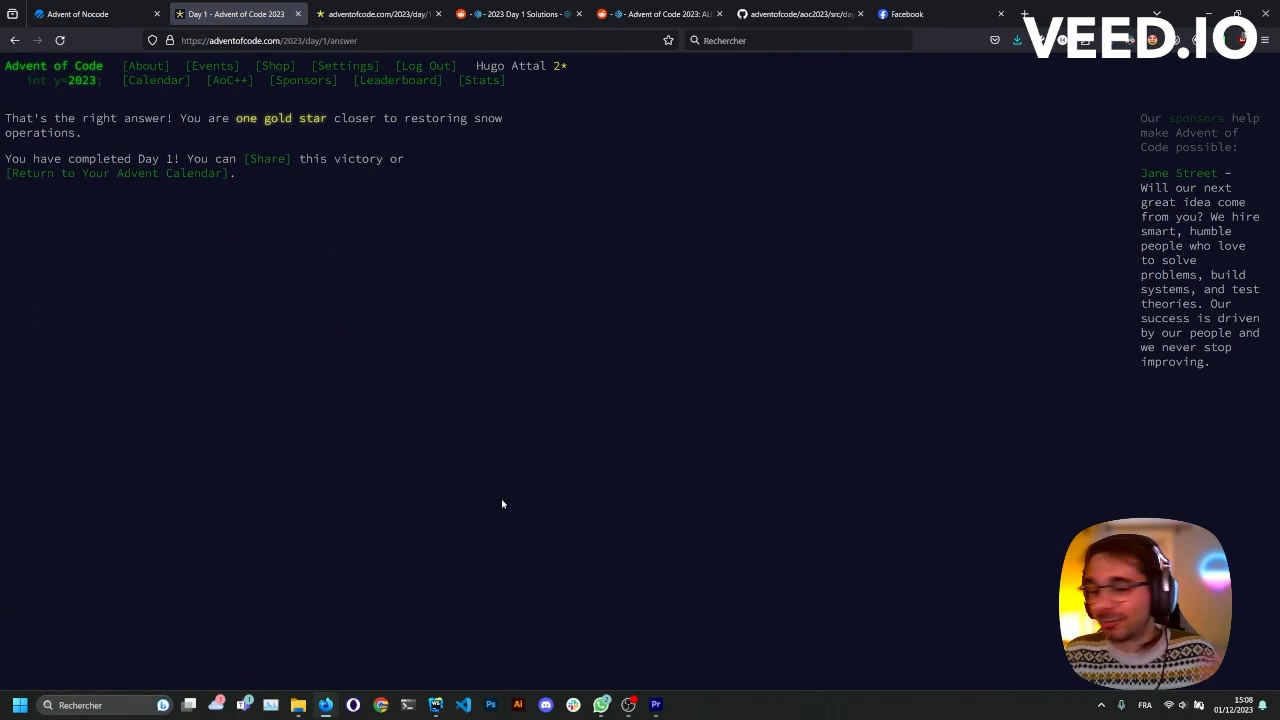 Advent of Nocode
Day 1 - Advent of Code 2023
adventofcode.com/2023/day/1
2023 Day 1 Solutions -
Advent of Code 2023: ALL
adventofcode/aoc2023/src/day
Facebook
VEED.IO
https://adventofcode.com/2023/day/1/answer
Rechercher
Advent of Code [About] [Events] [Shop] [Settings] [Log Out] Hugo Attal 2*
int y=2023; [Calendar] [AoC++] [Sponsors] [Leaderboard] [Stats]
That's the right answer! You are one gold star closer to restoring snow
operations.
You have completed Day 1! You can [Share] this victory or
[Return to Your Advent Calendar].
Our sponsors help
make Advent of
Code possible:
Jane Street -
Will our next
great idea come
from you? We hire
smart, humble
people who love
to solve
problems, build
systems, and test
theories. Our
success is driven
by our people and
we never stop
improving.
Rechercher
FRA
15:08
01/12/2023